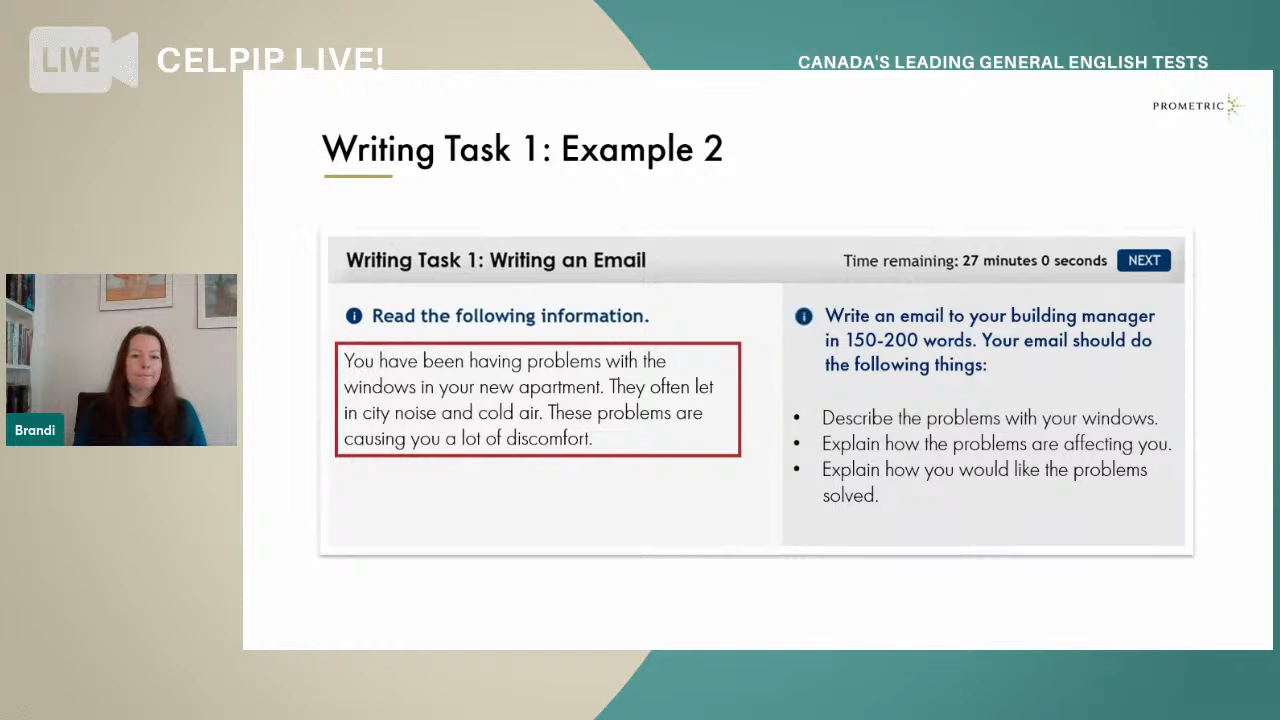 LIVE
CELPIP LIVE!
CANADA'S LEADING GENERAL ENGLISH TESTS
PROMETRIC
Writing Task 1: Example 2
Writing Task 1: Writing an Email
Time remaining: 27 minutes 0 seconds
NEXT
Read the following information.
You have been having problems with the
windows in your new apartment. They often let
in city noise and cold air. These problems are
causing you a lot of discomfort.
Write an email to your building manager
in 150-200 words. Your email should do
the following things:
• Describe the problems with your windows.
• Explain how the problems are affecting you.
• Explain how you would like the problems
solved.
Brandi